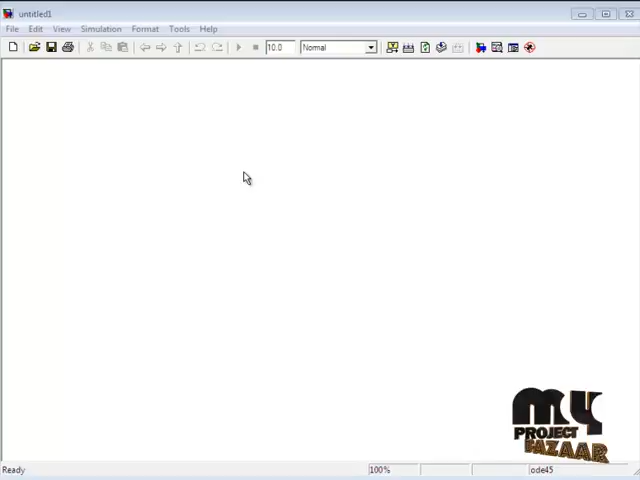 untitled1
File Edit View Simulation Format Tools Help
10.0 Normal
my
PROJECT
BAZAAR
Ready 100% ode45